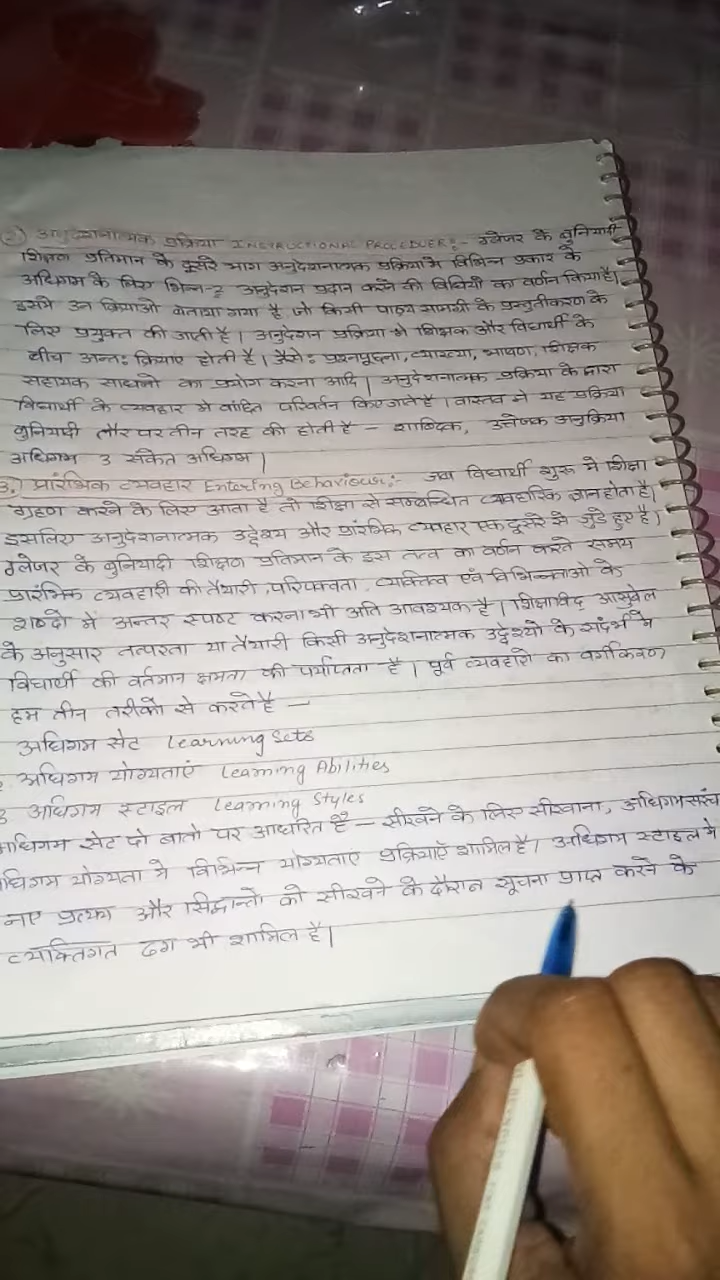 2) अनुदेशनात्मक प्रक्रिया INSTRUCTIONAL PROCEDUER:- ग्लेजर के बुनियादी
शिक्षण प्रतिमान के दूसरे भाग अनुदेशनात्मक प्रक्रिया में विभिन्न प्रकार के
अधिगम के लिए भिन्न-2 अनुदेशन प्रदान करने की विधियों का वर्णन किया है।
इसमें उन क्रियाओं को बताया गया है जो किसी पाठ्य सामग्री के प्रस्तुतीकरण के
लिए प्रयुक्त की जाती है। अनुदेशन प्रक्रिया में शिक्षक और विद्यार्थी के
बीच अन्त: क्रियाएं होती है। जैसे: प्रश्न पूछना, व्याख्या, भाषण, शिक्षक
सहायक साधनों का प्रयोग करना आदि। अनुदेशनात्मक प्रक्रिया के द्वारा
विद्यार्थी के व्यवहार में वांछित परिवर्तन किए जाते है। वास्तव में यह प्रक्रिया
बुनियादी तौर पर तीन तरह की होती है – शाब्दिक, उत्तेजक अनुक्रिया
अधिगम 3 संकेत अधिगम।
3. प्रारंभिक व्यवहार Entering Behaviour:- जब विद्यार्थी शुरू में शिक्षा
ग्रहण करने के लिए आता है तो शिक्षा से सम्बन्धित व्यवहारिक ज्ञान होता है।
इसलिए अनुदेशनात्मक उद्देश्य और प्रारंभिक व्यवहार एक दूसरे से जुड़े हुए है।
ग्लेजर के बुनियादी शिक्षण प्रतिमान के इस तत्व का वर्णन करते समय
प्रारंभिक व्यवहारों की तैयारी, परिपक्वता, व्यक्तित्व एवं विभिन्नताओं के
शब्दों में अन्तर स्पष्ट करना भी अति आवश्यक है। शिक्षाविद आसुबेल
के अनुसार तत्परता या तैयारी किसी अनुदेशनात्मक उद्देश्यों के संदर्भ में
विद्यार्थी की वर्तमान क्षमता की पर्याप्तता है। पूर्व व्यवहारों का वर्गीकरण
हम तीन तरीकों से करते है –
अधिगम सेट Learning Sets
अधिगम योग्यताएं Learning Abilities
3 अधिगम स्टाइल Learning Styles
अधिगम सेट दो बातों पर आधारित है – सीखने के लिए सीखाना, अधिगम संच
धिगम योग्यता में विभिन्न योग्यताएं प्रक्रियाएँ शामिल है। अधिगम स्टाइल में
नए प्रत्यय और सिद्धान्तों को सीखने के दौरान सूचना प्राप्त करने के
व्यक्तिगत ढंग भी शामिल है।